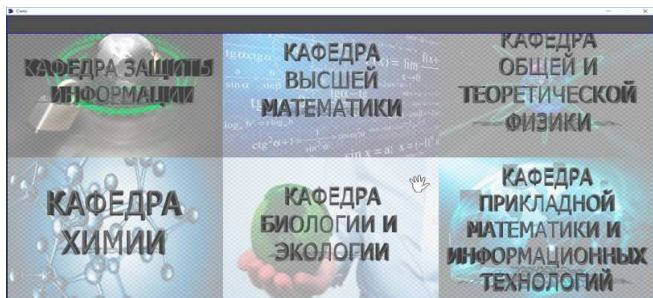 КАФЕДРА ЗАЩИТЫ
ИНФОРМАЦИИ
КАФЕДРА
ВЫСШЕЙ
МАТЕМАТИКИ
КАФЕДРА
ОБЩЕЙ И
ТЕОРЕТИЧЕСКОЙ
ФИЗИКИ
КАФЕДРА
ХИМИИ
КАФЕДРА
БИОЛОГИИ И
ЭКОЛОГИИ
КАФЕДРА
ПРИКЛАДНОЙ
МАТЕМАТИКИ И
ИНФОРМАЦИОННЫХ
ТЕХНОЛОГИЙ